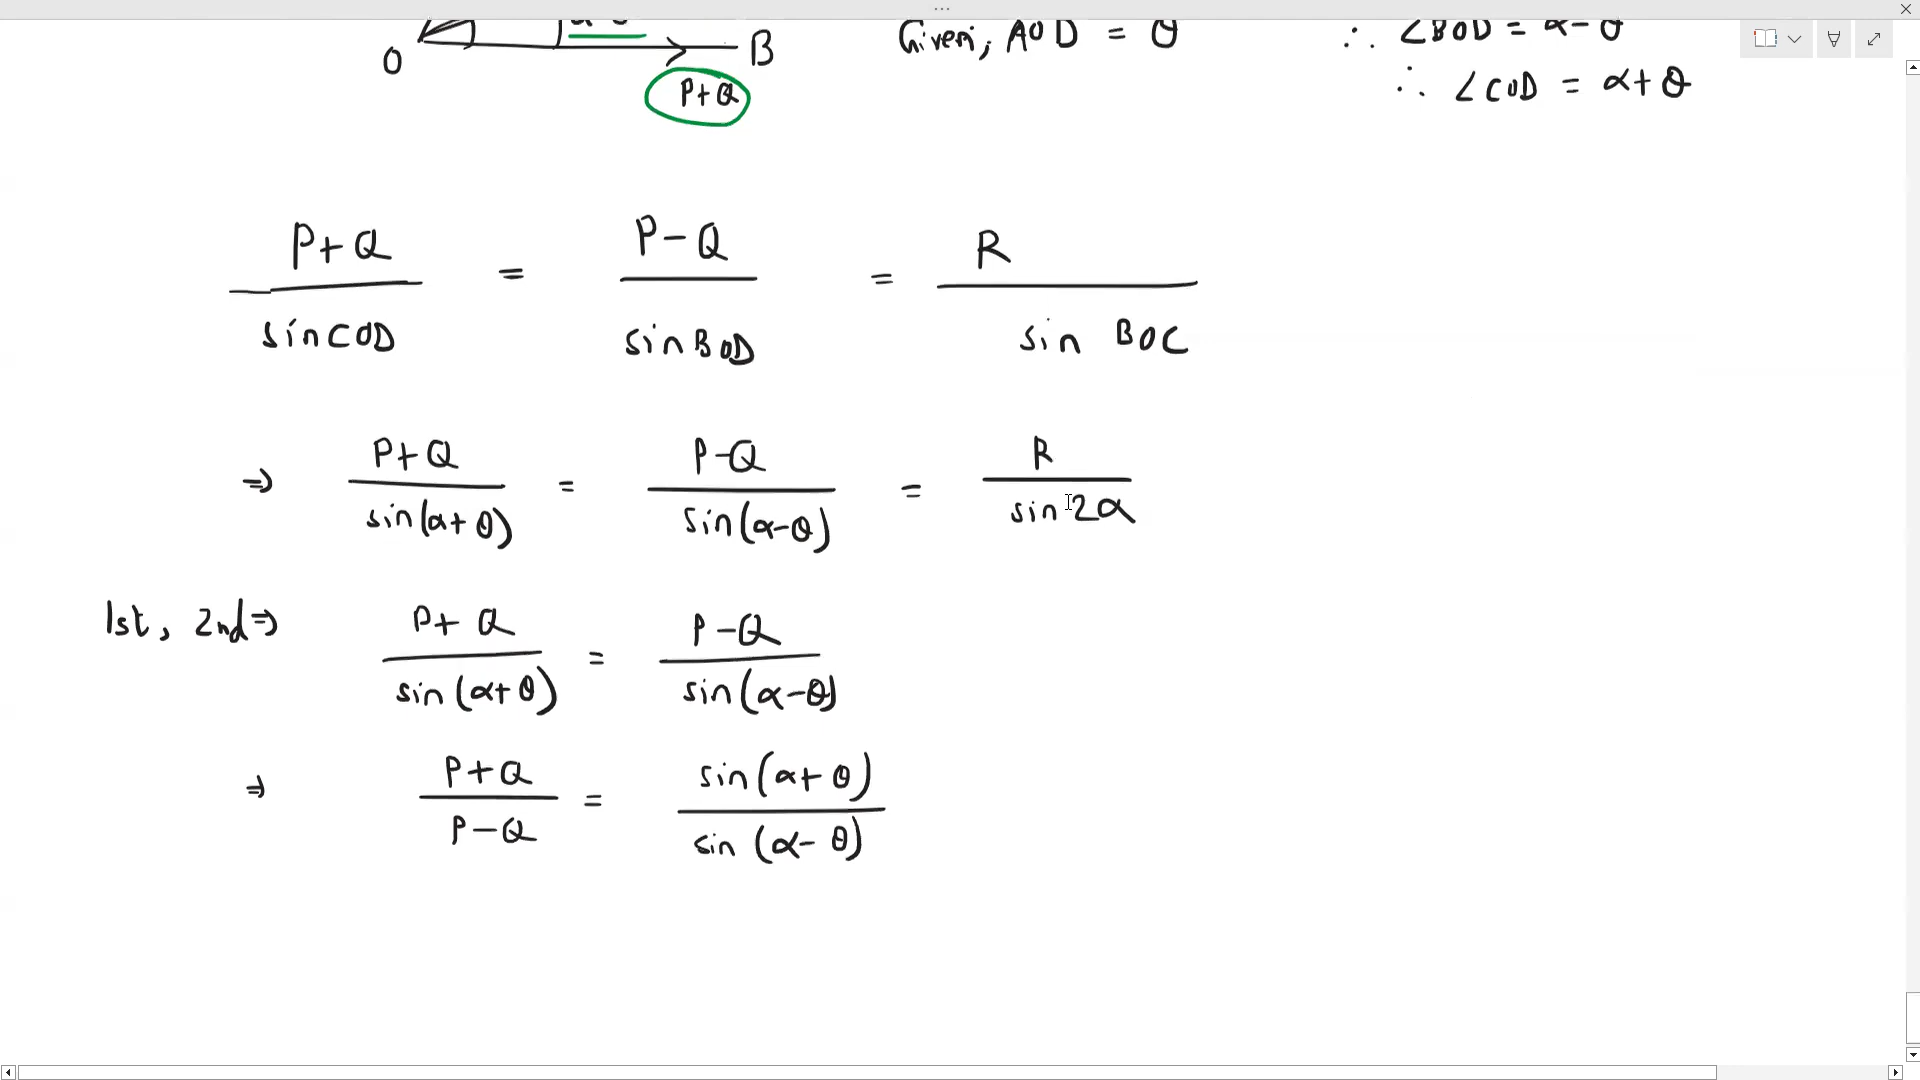 O B Given, AOD = θ ∴ ∠BOD = α-θ
P+Q ∴ ∠COD = α+θ
P+Q / sin COD = P-Q / sin BOD = R / sin BOC
⇒ P+Q / sin(α+θ) = P-Q / sin(α-θ) = R / sin 2α
1st, 2nd ⇒ P+Q / sin(α+θ) = P-Q / sin(α-θ)
⇒ P+Q / P-Q = sin(α+θ) / sin(α-θ)